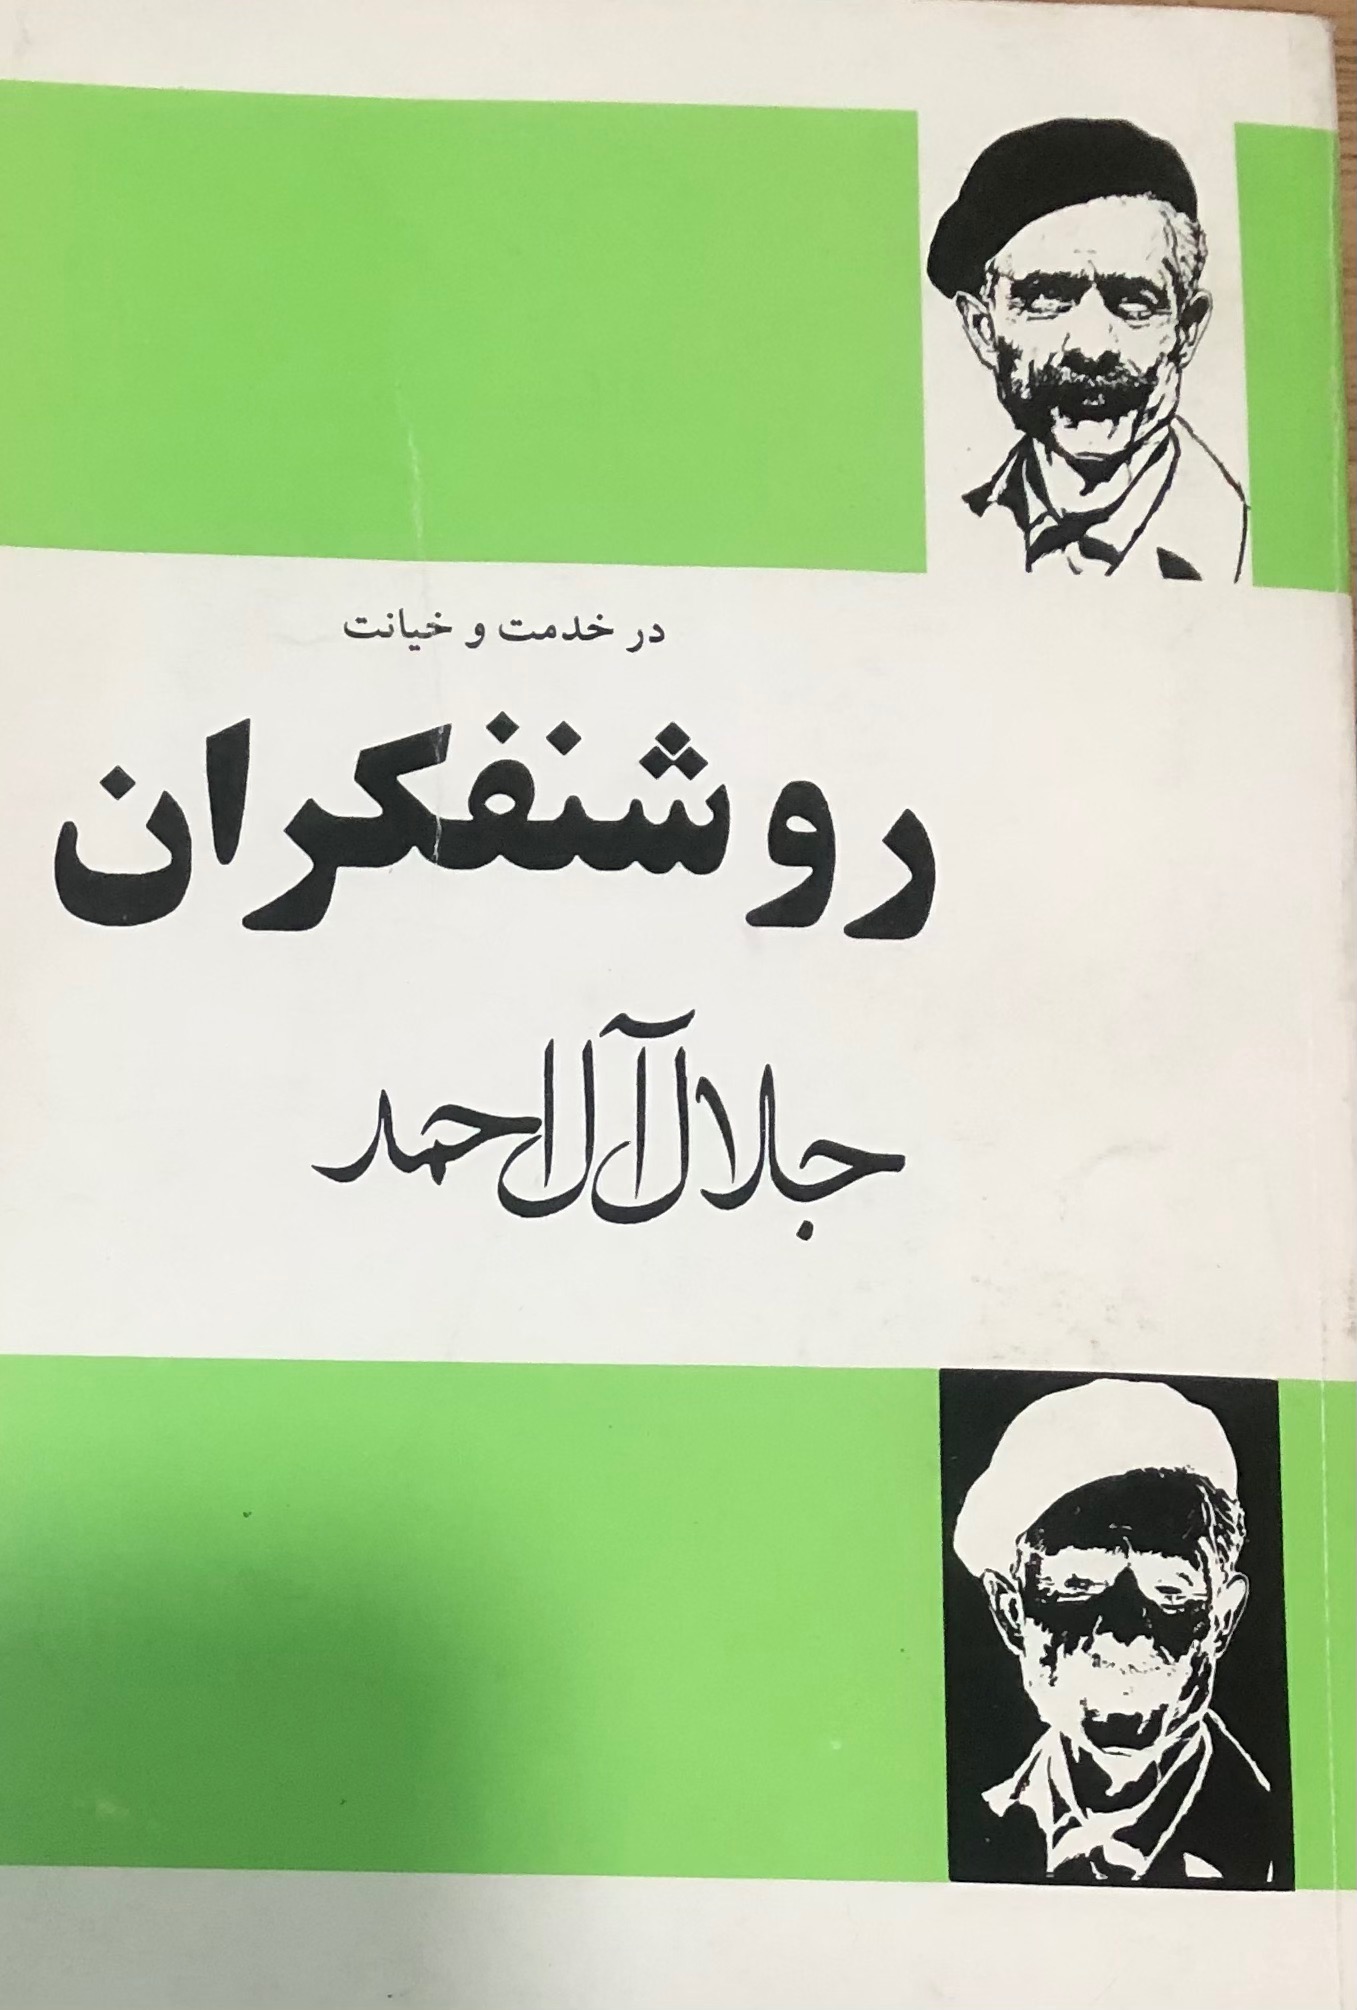 در خدمت و خیانت
روشنفکران
جلال آل احمد